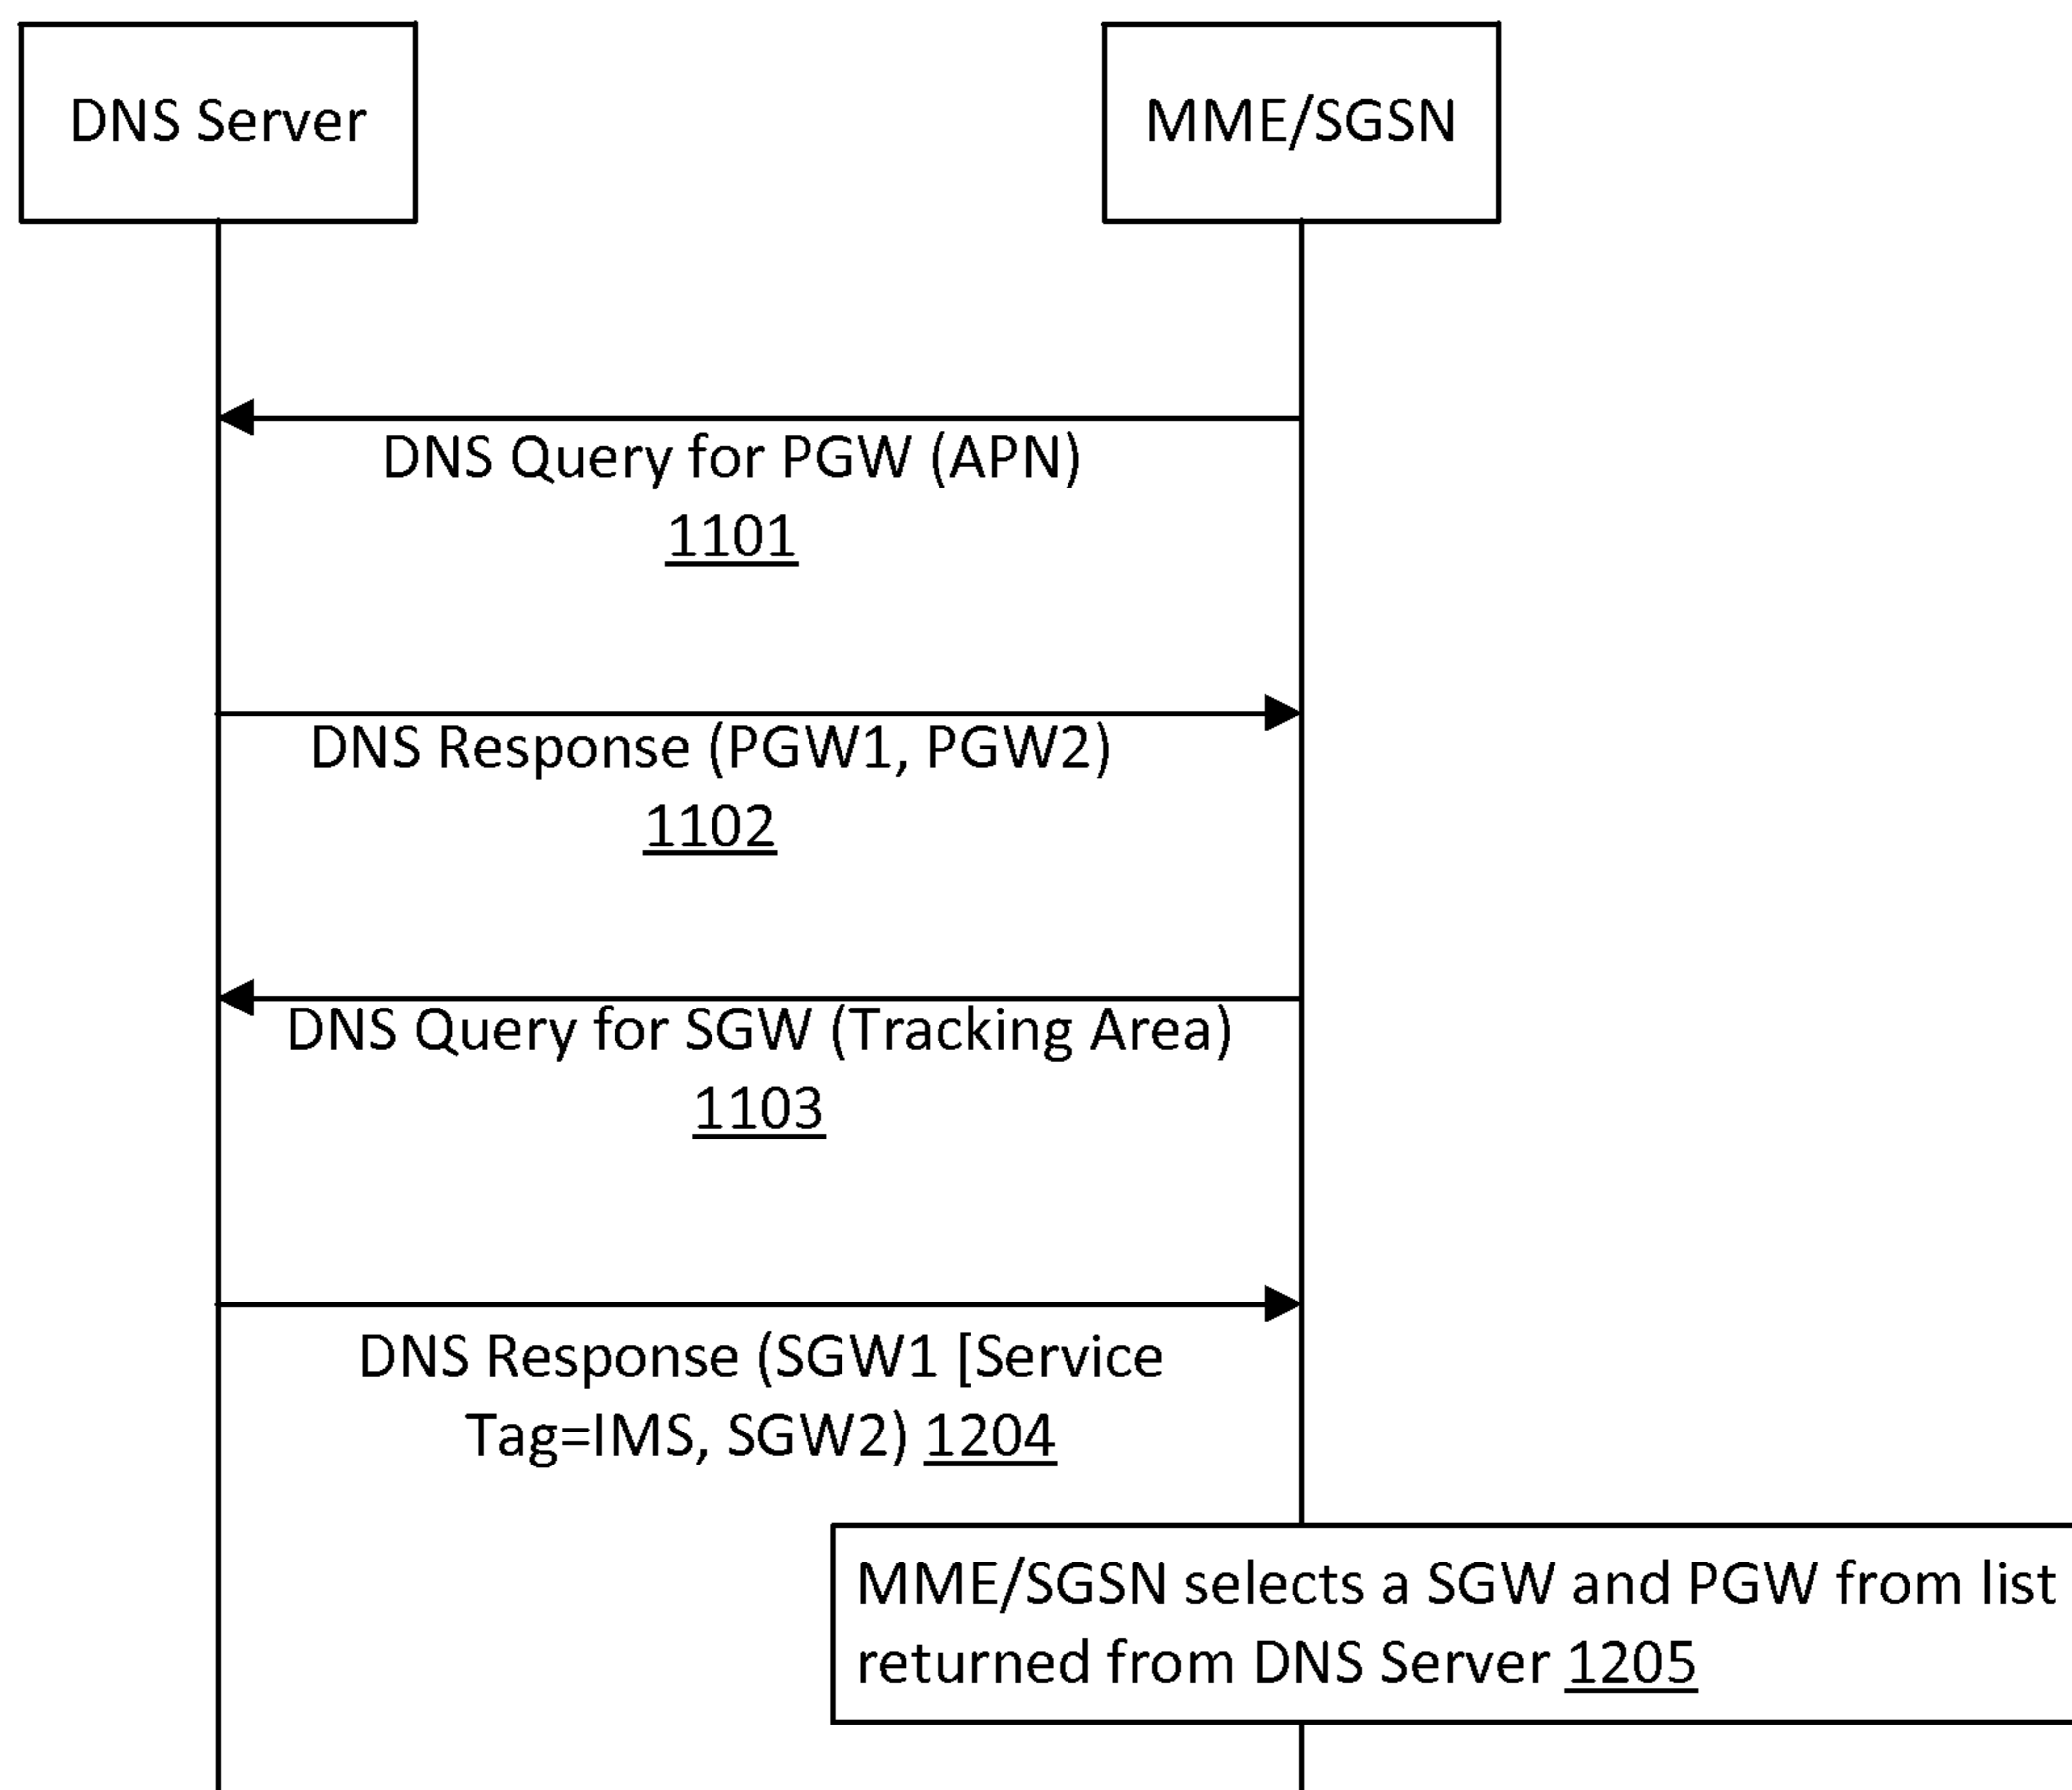 DNS Server
MME/SGSN
DNS Query for PGW (APN)
1101
DNS Response (PGW1, PGW2)
1102
DNS Query for SGW (Tracking Area)
1103
DNS Response (SGW1 [Service
Tag=IMS, SGW2) 1204
MME/SGSN selects a SGW and PGW from list
returned from DNS Server 1205